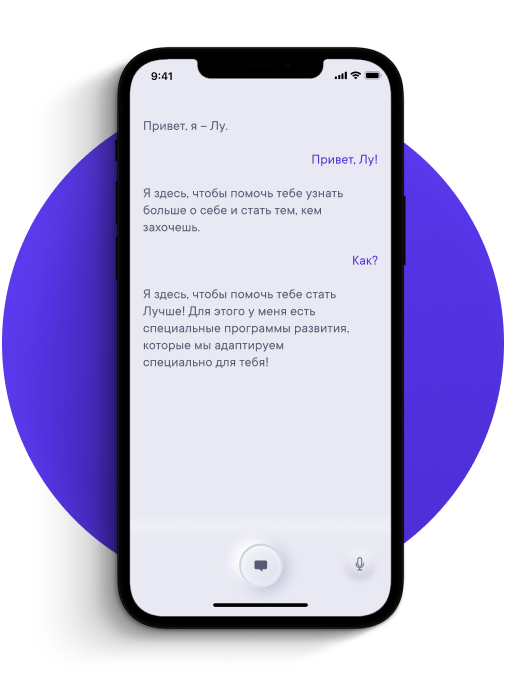 9:41
Привет, я – Лу.
Привет, Лу!
Я здесь, чтобы помочь тебе узнать
больше о себе и стать тем, кем
захочешь.
Как?
Я здесь, чтобы помочь тебе стать
Лучше! Для этого у меня есть
специальные программы развития,
которые мы адаптируем
специально для тебя!